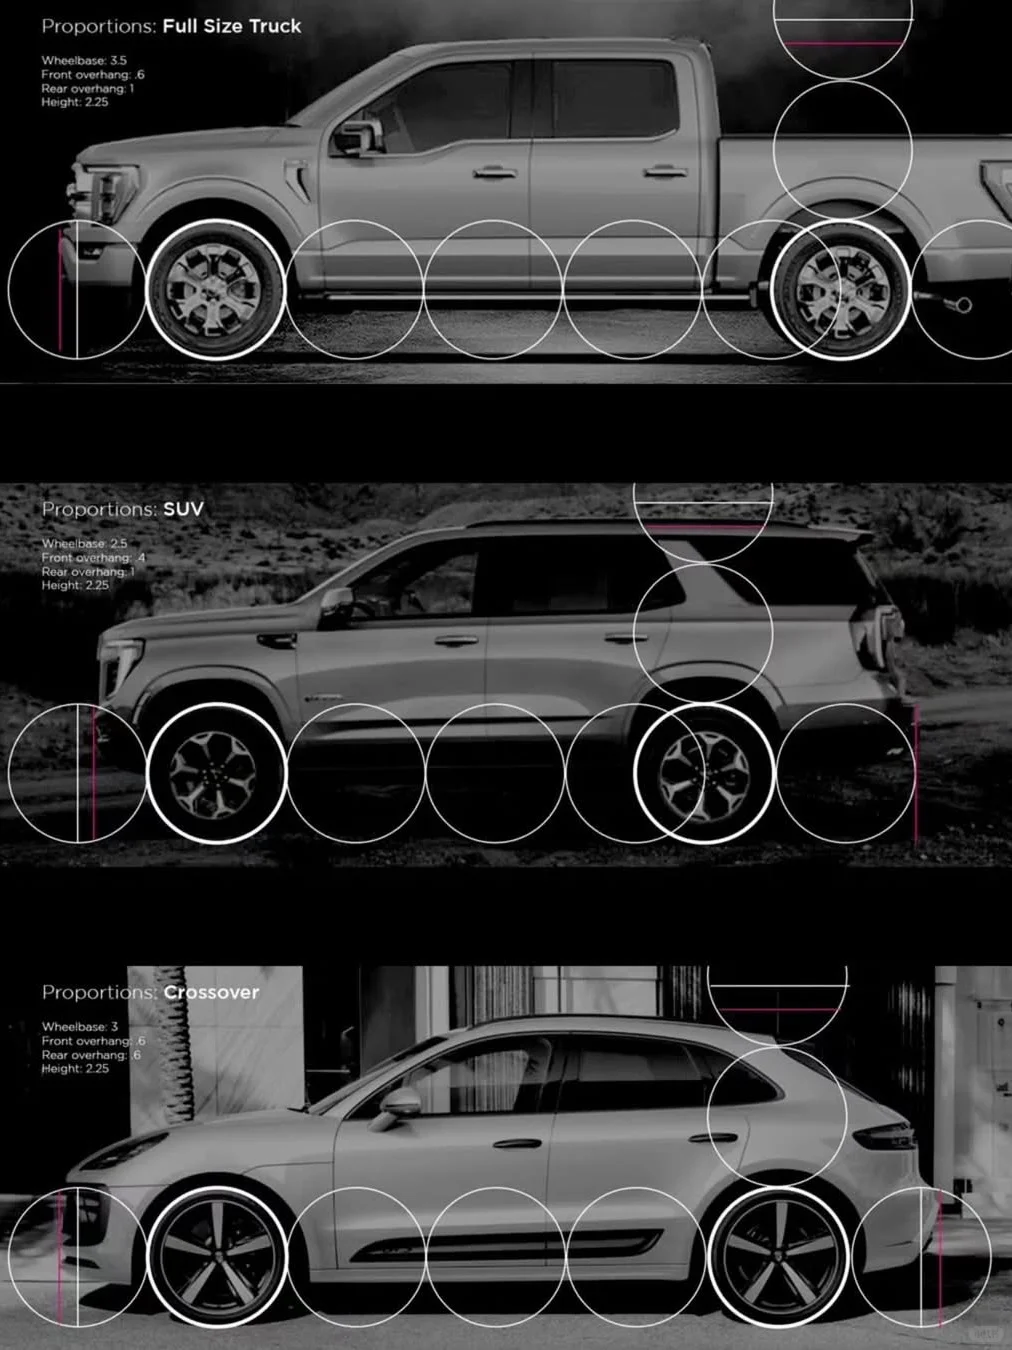 Proportions: Full Size Truck
Wheelbase: 3.5
Front overhang: .6
Rear overhang: 1
Height: 2.25
Proportions: SUV
Wheelbase: 2.5
Front overhang: .4
Rear overhang: 1
Height: 2.25
Proportions: Crossover
Wheelbase: 3
Front overhang: .6
Rear overhang: .6
Height: 2.25